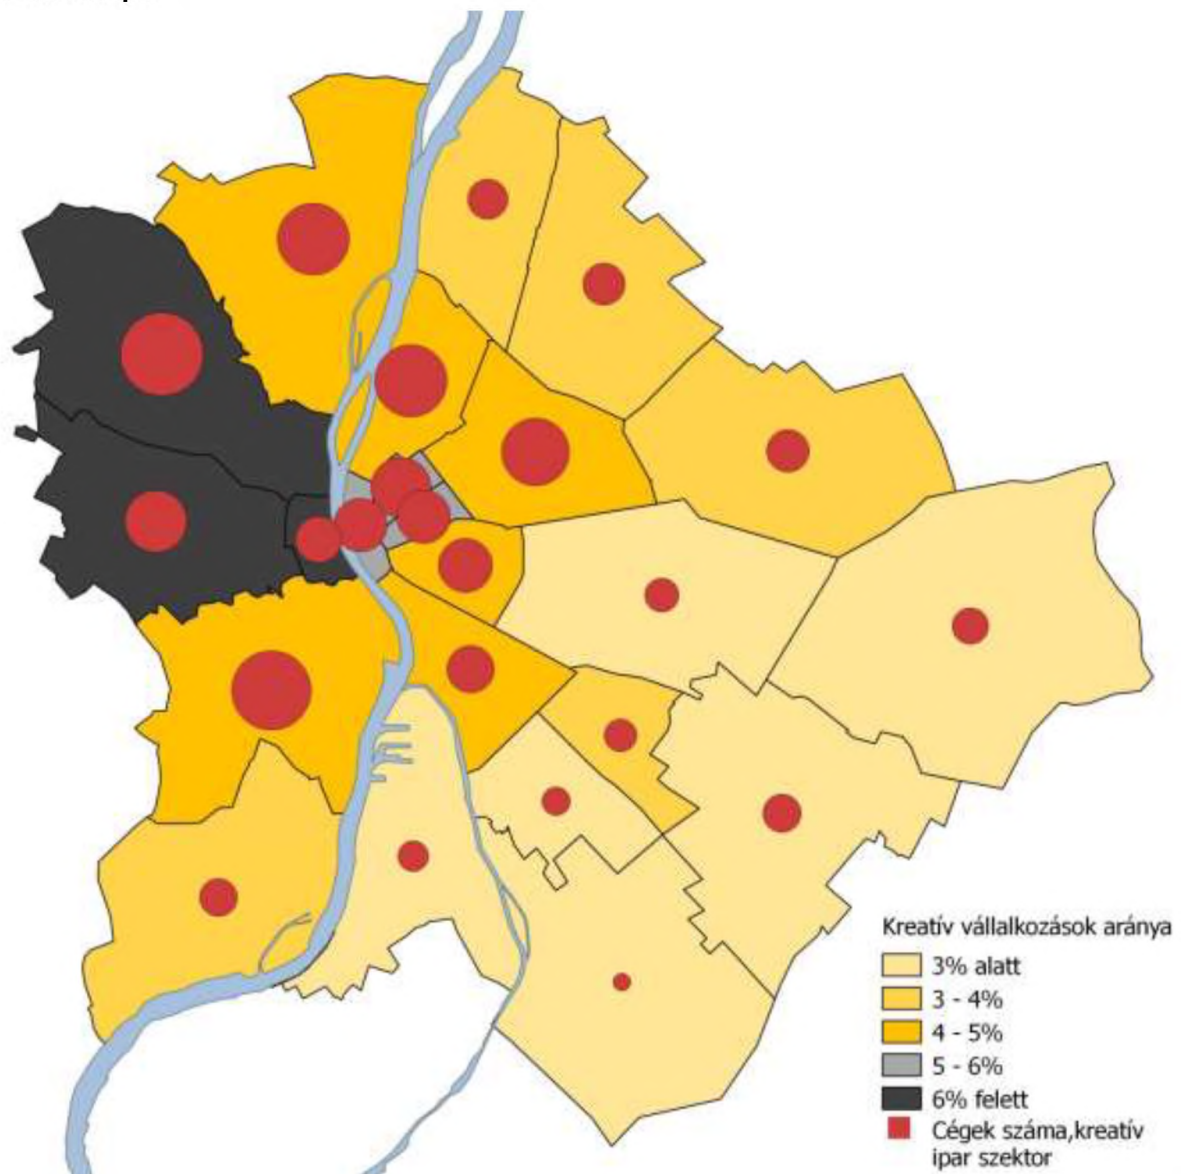 Kreatív vállalkozások aránya
3% alatt
3 - 4%
4 - 5%
5 - 6%
6% felett
Cégek száma,kreatív
ipar szektor